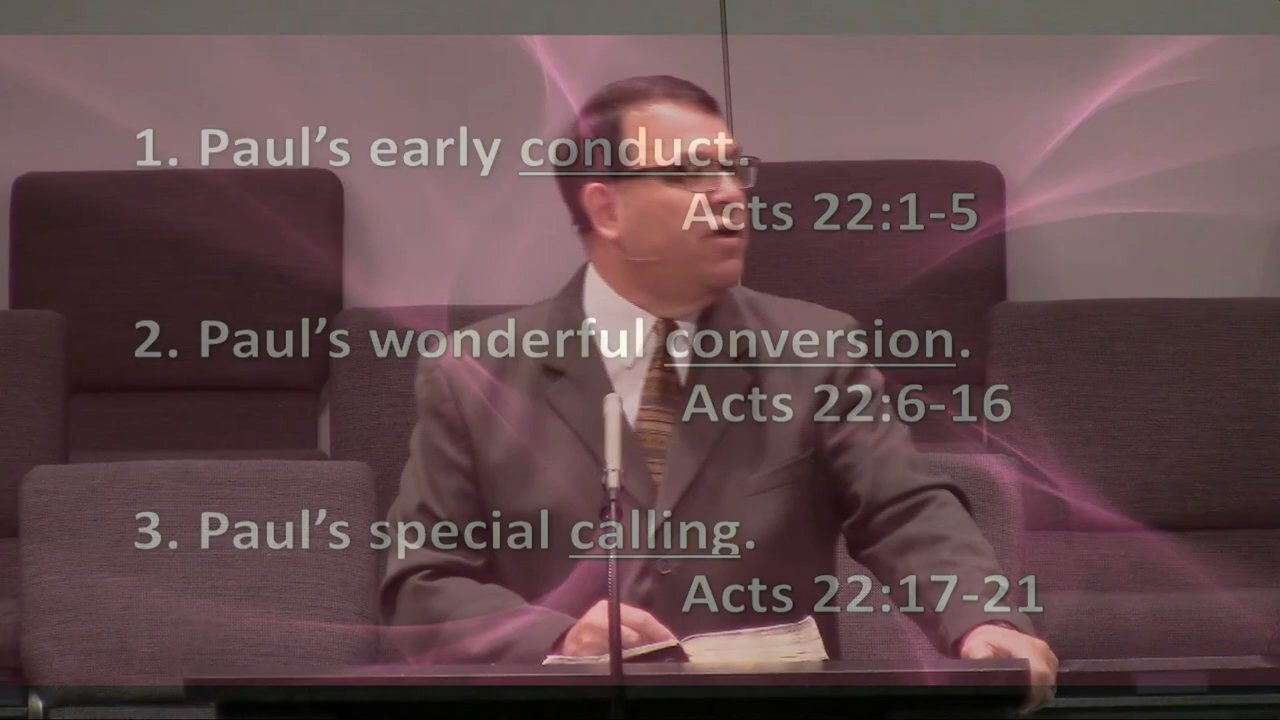 1. Paul's early conduct.
Acts 22:1-5
2. Paul's wonderful conversion.
Acts 22:6-16
3. Paul's special calling.
Acts 22:17-21